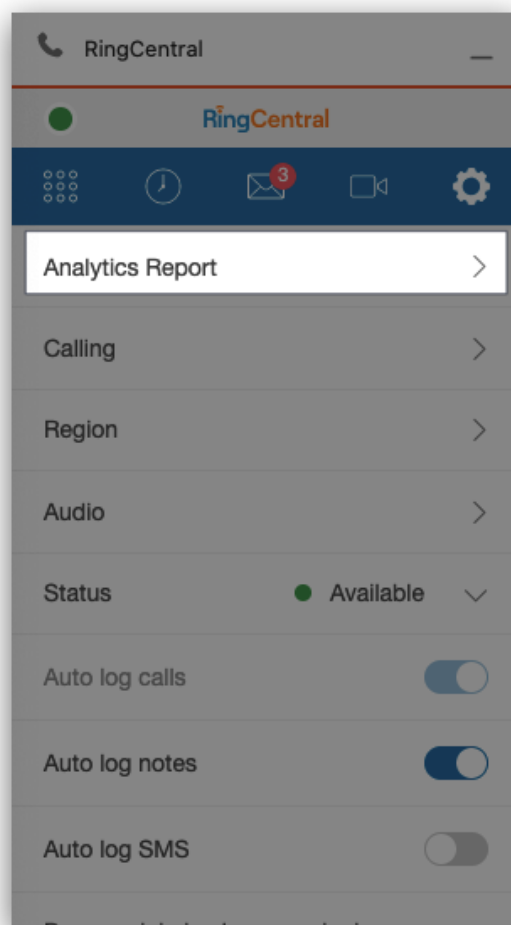 RingCentral
RingCentral
3
Analytics Report
Calling
Region
Audio
Status Available
Auto log calls
Auto log notes
Auto log SMS